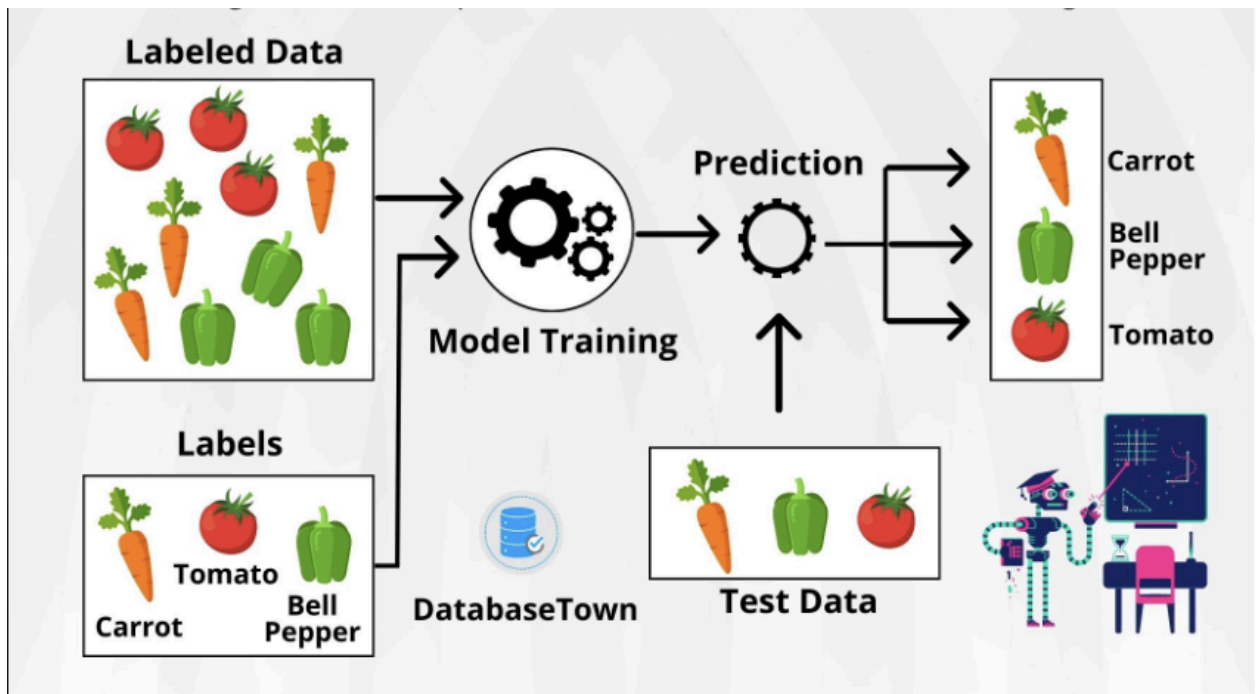 Labeled Data
Prediction
Carrot
Bell
Pepper
Tomato
Model Training
Labels
Carrot
Tomato
Bell
Pepper
DatabaseTown
Test Data